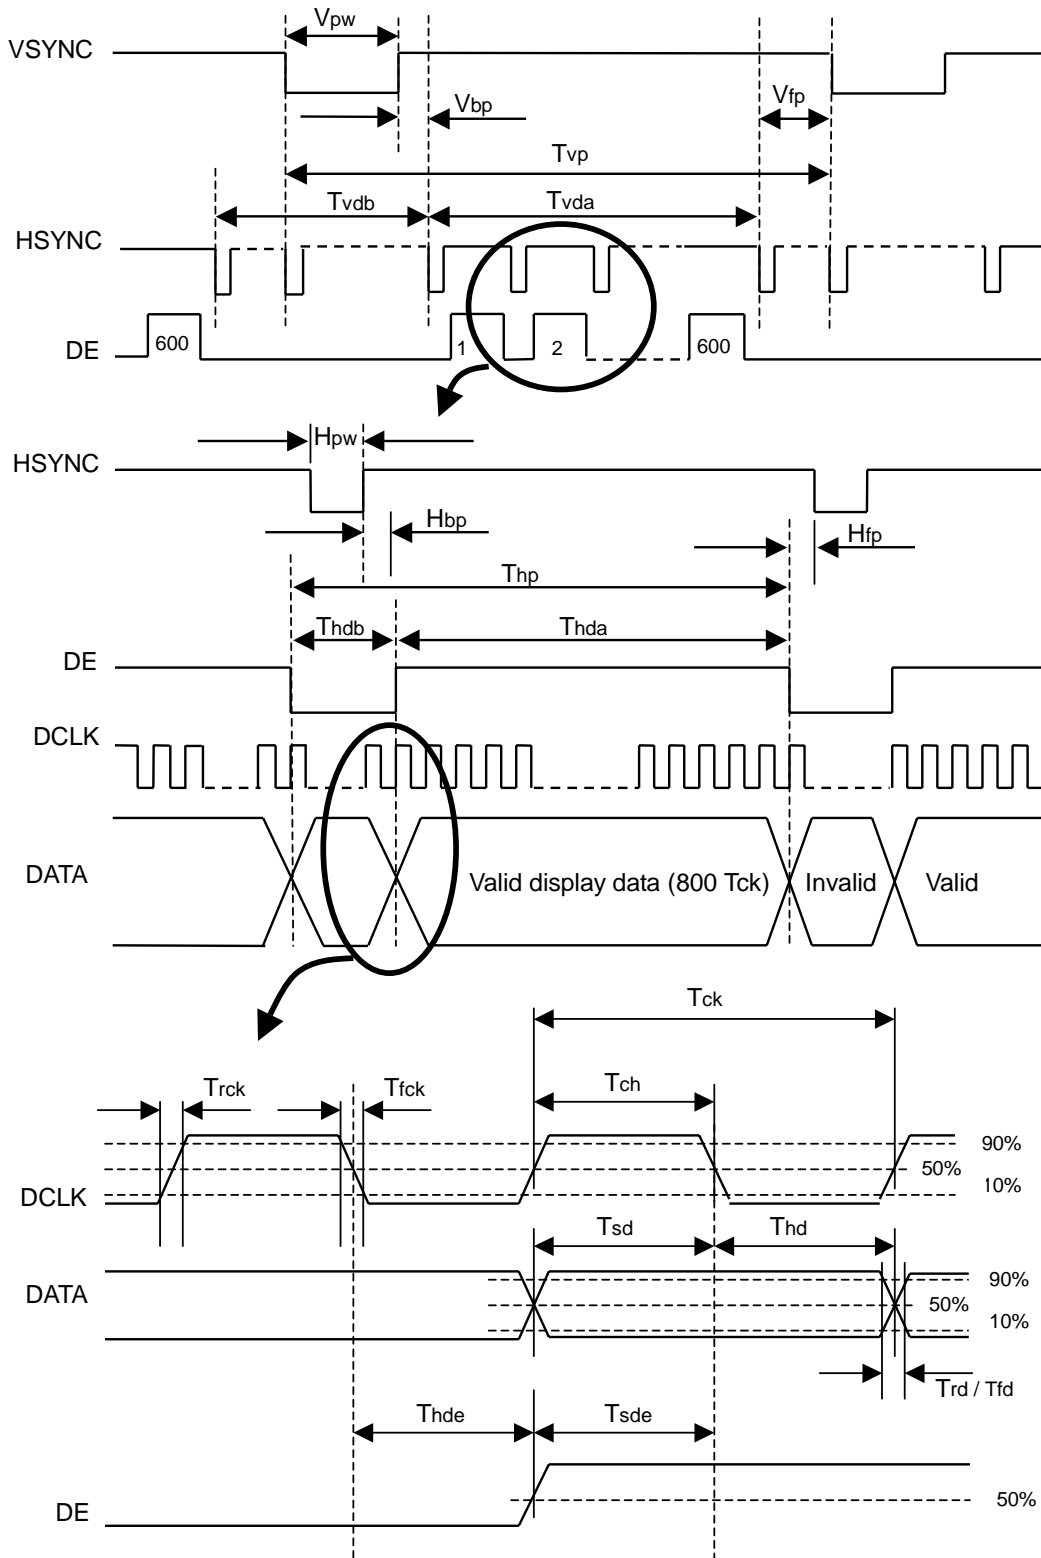 Vpw
VSYNC
Vbp
Vfp
Tvp
Tvdb
Tvda
HSYNC
DE
600
1
2
600
Hpw
HSYNC
Hbp
Hfp
Thp
Thdb
Thda
DE
DCLK
DATA
Valid display data (800 Tck)
Invalid
Valid
Tck
Trck
Tfck
Tch
90%
50%
10%
DCLK
Tsd
Thd
DATA
90%
50%
10%
Trd / Tfd
Thde
Tsde
DE
50%